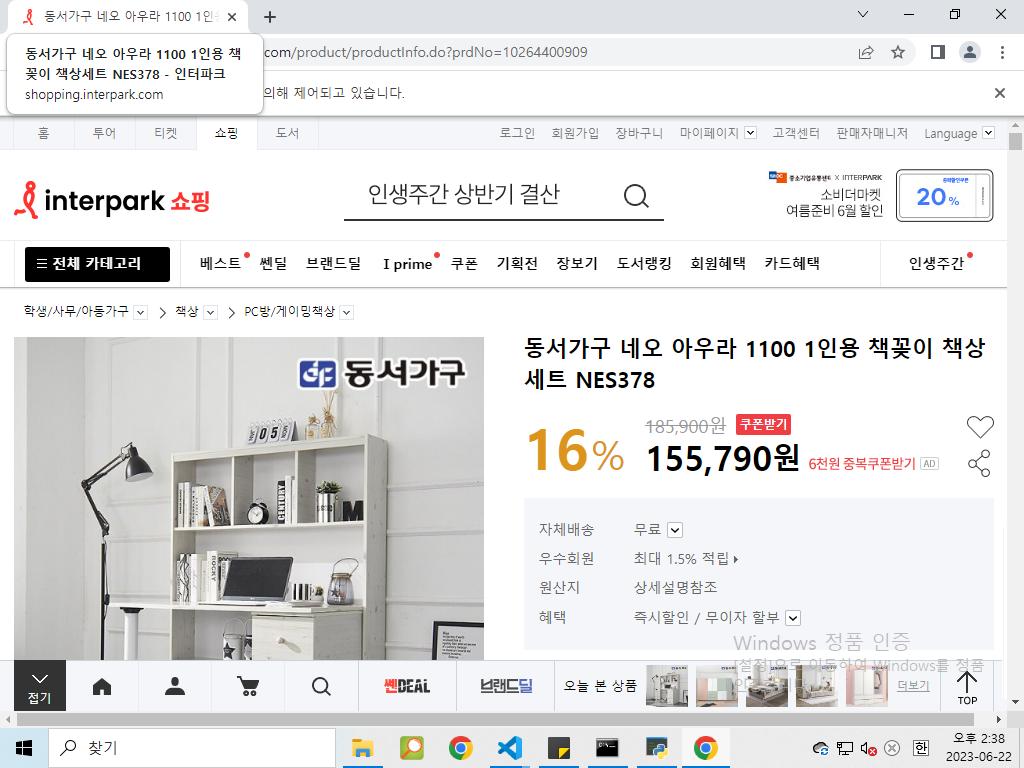 동서가구 네오 아우라 1100 1인용
동서가구 네오 아우라 1100 1인용 책
꽂이 책상세트 NES378 - 인터파크
shopping.interpark.com
com/product/productInfo.do?prdNo=10264400909
의해 제어되고 있습니다.
홈 투어 티켓 쇼핑 도서 로그인 회원가입 장바구니 마이페이지 고객센터 판매자매니저 Language
interpark 쇼핑
인생주간 상반기 결산
중소기업유통센터 X INTERPARK
소비더마켓
여름준비 6월 할인
20%
전체 카테고리 베스트 쎈딜 브랜드딜 I prime 쿠폰 기획전 장보기 도서랭킹 회원혜택 카드혜택 인생주간
학생/사무/아동가구 책상 PC방/게이밍책상
동서가구
051
CENTURY
M
ROCKY
동서가구 네오 아우라 1100 1인용 책꽂이 책상
세트 NES378
16%
185,900원 쿠폰받기
155,790원 6천원 중복쿠폰받기 AD
자체배송 무료
우수회원 최대 1.5% 적립
원산지 상세설명참조
혜택 즉시할인 / 무이자 할부
Windows 정품 인증
[설정]으로 이동하여 Windows를 정품
접기
쎈DEAL
브랜드딜
오늘 본 상품
더보기
TOP
찾기
한
오후 2:38
2023-06-22